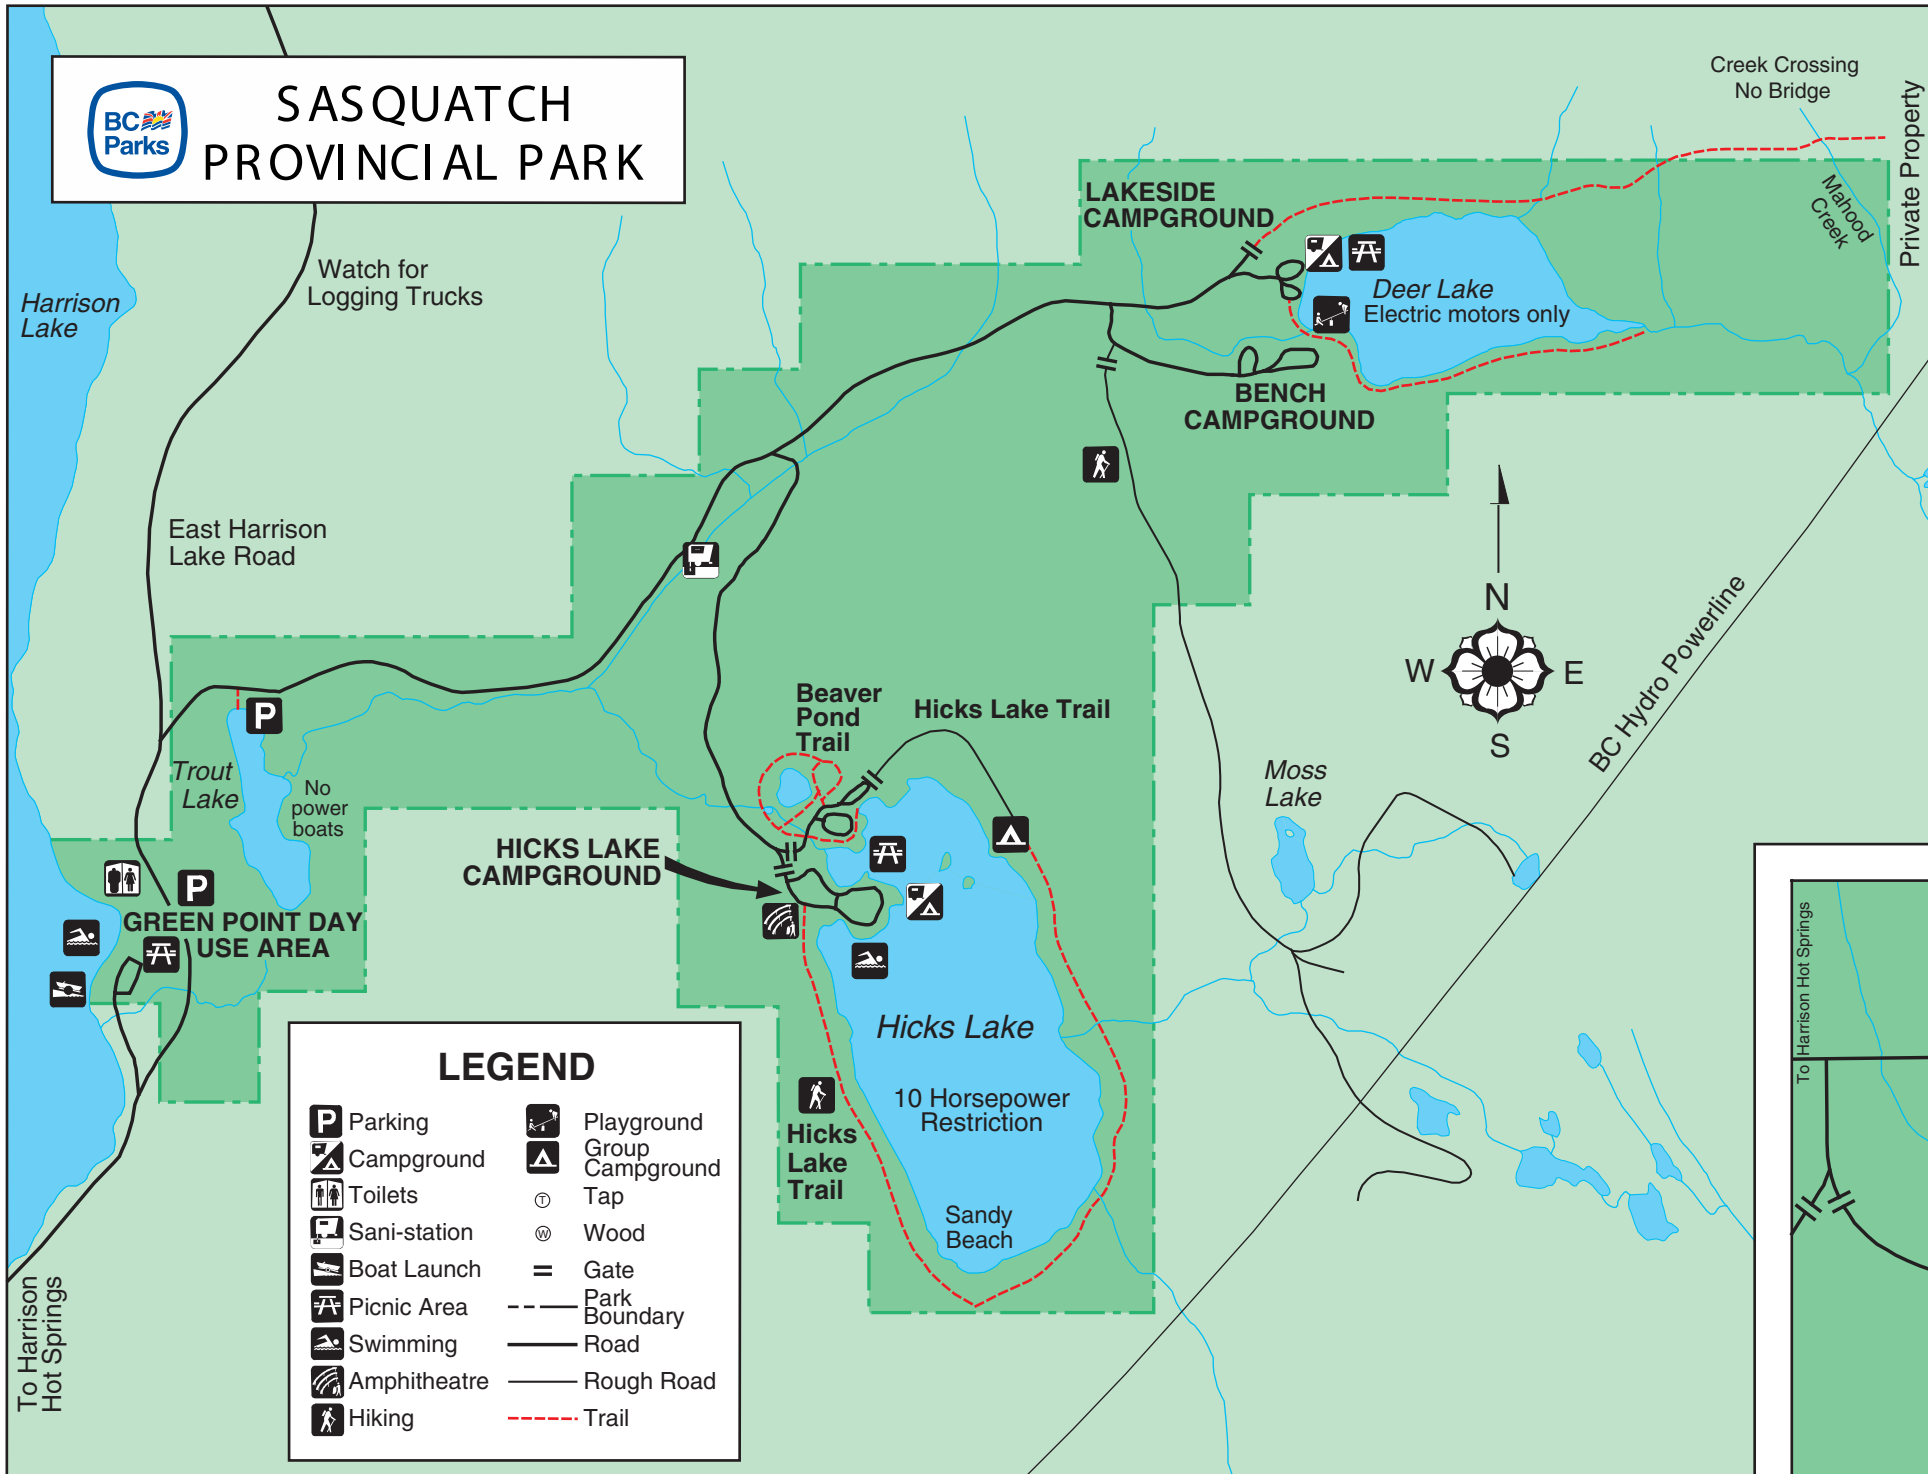 BC
Parks
SASQUATCH
PROVINCIAL PARK
Creek Crossing
No Bridge
Private Property
Mahood
Creek
LAKESIDE
CAMPGROUND
Harrison
Lake
Watch for
Logging Trucks
Deer Lake
Electric motors only
BENCH
CAMPGROUND
East Harrison
Lake Road
N
W
E
S
BC Hydro Powerline
Beaver
Pond
Trail
Hicks Lake Trail
P
Trout
Lake
No
power
boats
Moss
Lake
HICKS LAKE
CAMPGROUND
P
GREEN POINT DAY
USE AREA
Hicks Lake
10 Horsepower
Restriction
Hicks
Lake
Trail
Sandy
Beach
To Harrison
Hot Springs
To Harrison Hot Springs
LEGEND
P Parking
Campground
Toilets
Sani-station
Boat Launch
Picnic Area
Swimming
Amphitheatre
Hiking
Playground
Group
Campground
T Tap
W Wood
Gate
Park
Boundary
Road
Rough Road
Trail